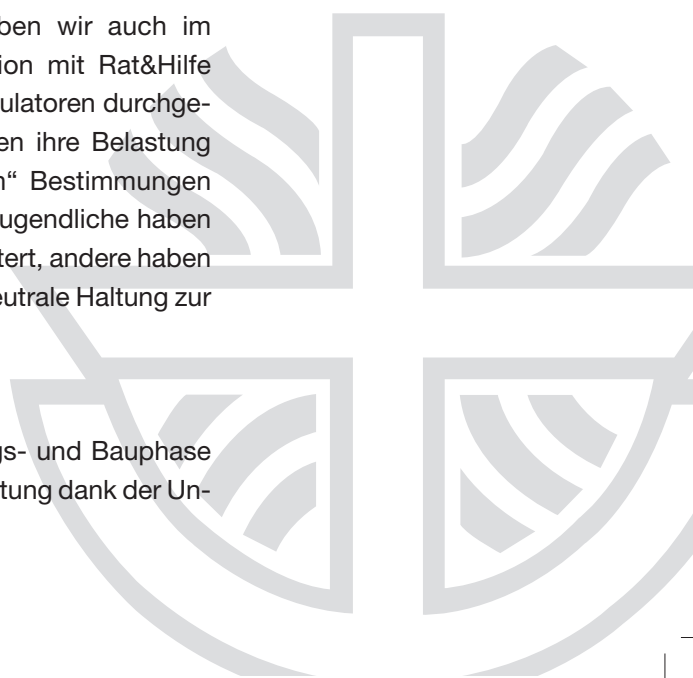 ben wir auch im
ion mit Rat&Hilfe
ulatoren durchge-
en ihre Belastung
n“ Bestimmungen
ugendliche haben
tert, andere haben
eutrale Haltung zur
gs- und Bauphase
tung dank der Un-